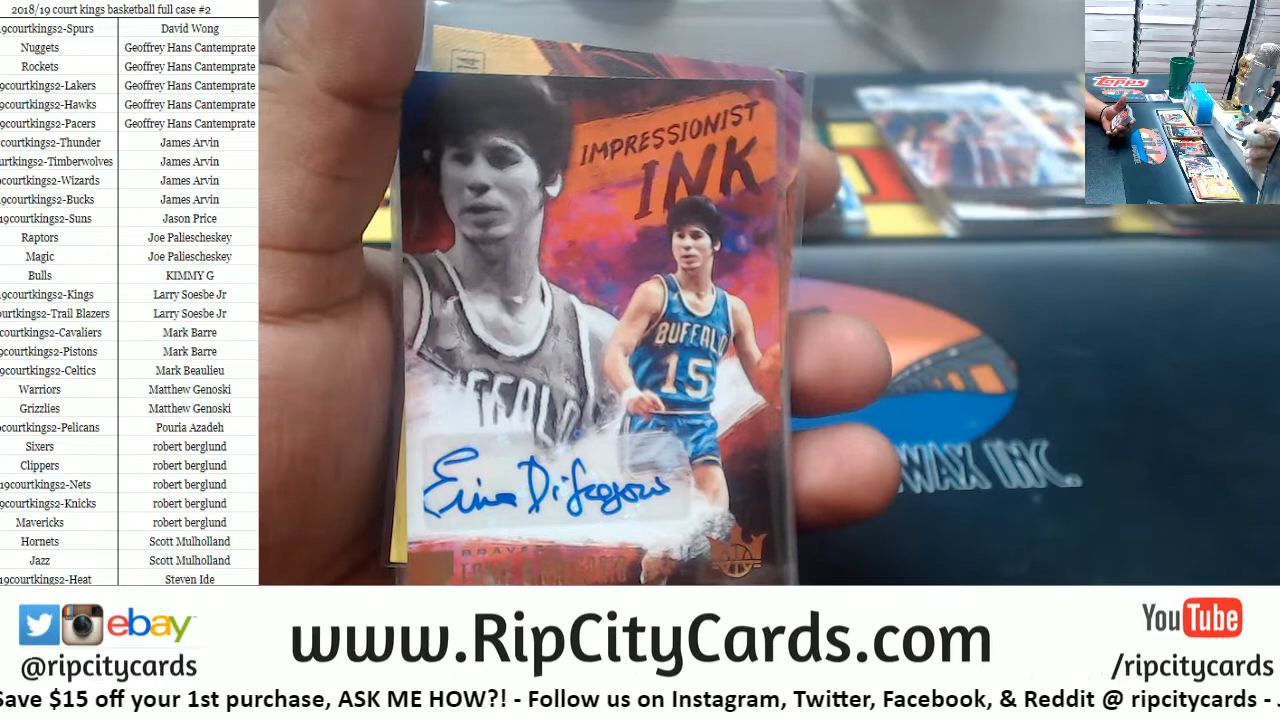 2018/19 court kings basketball full case #2
19courtkings2-Spurs David Wong
Nuggets Geoffrey Hans Cantemprate
Rockets Geoffrey Hans Cantemprate
9courtkings2-Lakers Geoffrey Hans Cantemprate
9courtkings2-Hawks Geoffrey Hans Cantemprate
9courtkings2-Pacers Geoffrey Hans Cantemprate
courtkings2-Thunder James Arvin
urtkings2-Timberwolves James Arvin
courtkings2-Wizards James Arvin
9courtkings2-Bucks James Arvin
19courtkings2-Suns Jason Price
Raptors Joe Paliescheskey
Magic Joe Paliescheskey
Bulls KIMMY G
9courtkings2-Kings Larry Soesbe Jr
ourtkings2-Trail Blazers Larry Soesbe Jr
courtkings2-Cavaliers Mark Barre
courtkings2-Pistons Mark Barre
9courtkings2-Celtics Mark Beaulieu
Warriors Matthew Genoski
Grizzlies Matthew Genoski
courtkings2-Pelicans Pouria Azadeh
Sixers robert berglund
Clippers robert berglund
19courtkings2-Nets robert berglund
9courtkings2-Knicks robert berglund
Mavericks robert berglund
Hornets Scott Mulholland
Jazz Scott Mulholland
19courtkings2-Heat Steven Ide
IMPRESSIONIST
INK
BUFFALO
15
BRAVES
Topps
WAX INC.
ebay
@ripcitycards
www.RipCityCards.com
YouTube
/ripcitycards
Save $15 off your 1st purchase, ASK ME HOW?! - Follow us on Instagram, Twitter, Facebook, & Reddit @ ripcitycards -